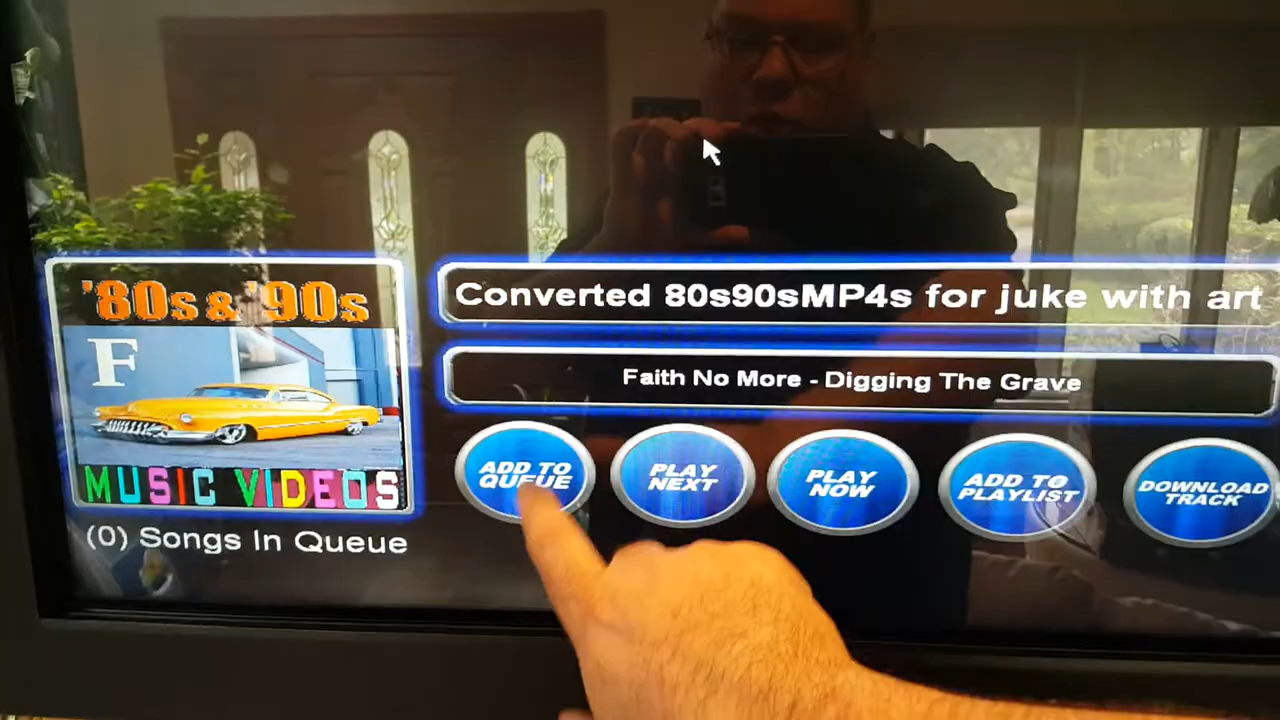 '80s & '90s
F
MUSIC VIDEOS
(0) Songs In Queue
Converted 80s90sMP4s for juke with art
Faith No More - Digging The Grave
ADD TO
QUEUE
PLAY
NEXT
PLAY
NOW
ADD TO
PLAYLIST
DOWNLOAD
TRACK